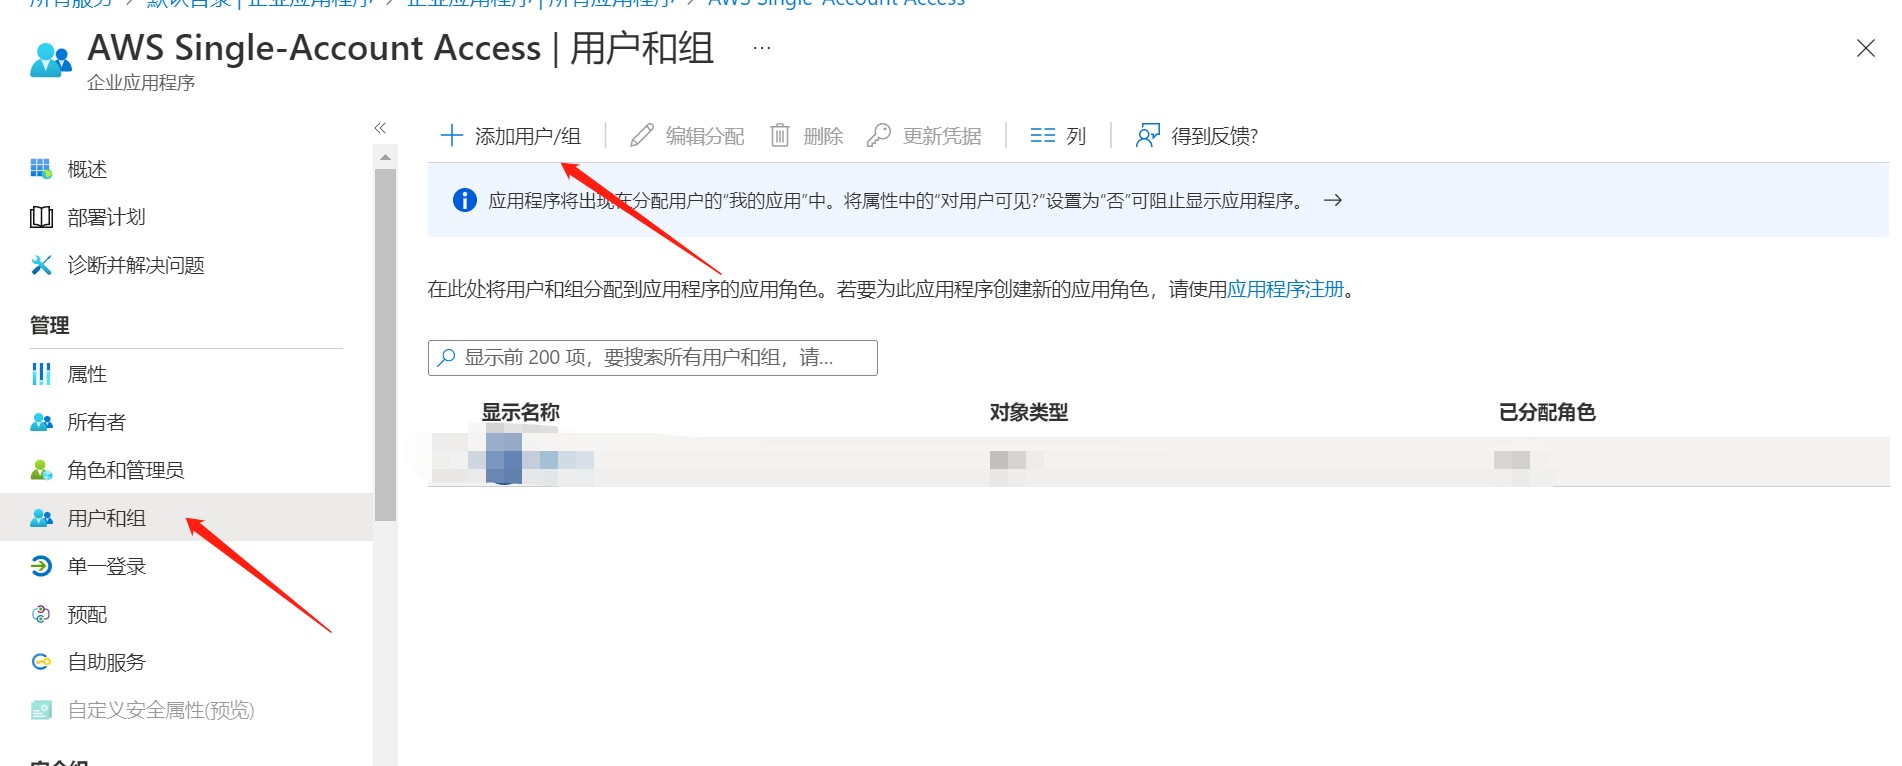 所有服务 > 默认目录 | 企业应用程序 > 企业应用程序 | 所有应用程序 > AWS Single-Account Access
AWS Single-Account Access | 用户和组 ...
企业应用程序
概述
部署计划
诊断并解决问题
管理
属性
所有者
角色和管理员
用户和组
单一登录
预配
自助服务
自定义安全属性(预览)
安全组
添加用户/组 编辑分配 删除 更新凭据 列 得到反馈?
应用程序将出现在分配用户的“我的应用”中。将属性中的“对用户可见?”设置为“否”可阻止显示应用程序。 →
在此处将用户和组分配到应用程序的应用角色。若要为此应用程序创建新的应用角色，请使用应用程序注册。
显示前 200 项，要搜索所有用户和组，请...
显示名称 对象类型 已分配角色